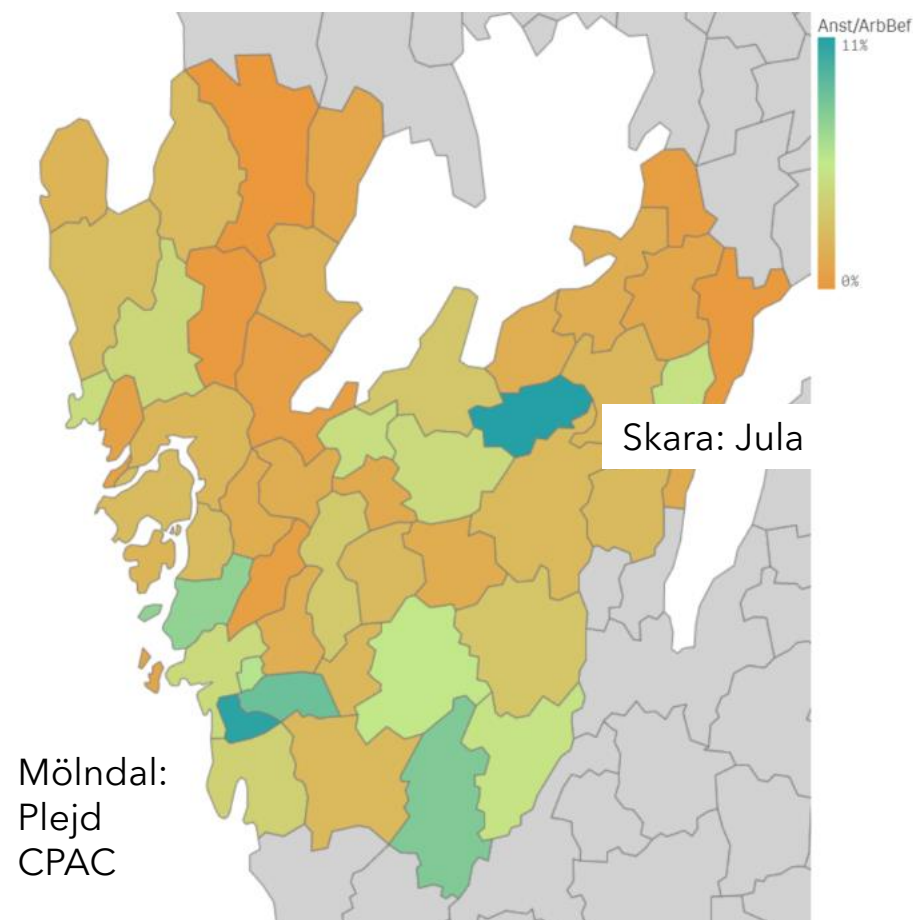 Anst/ArbBef
11%
0%
Skara: Jula
Mölndal:
Plejd
CPAC